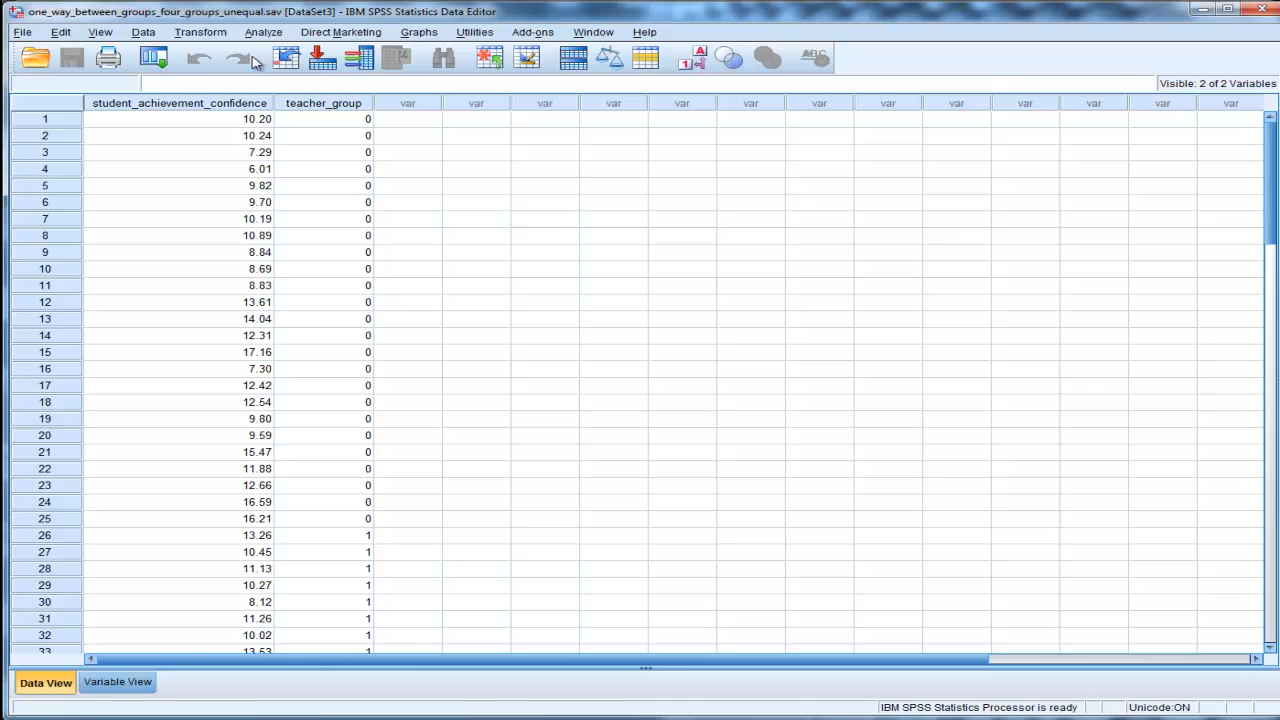 one_way_between_groups_four_groups_unequal.sav [DataSet3] - IBM SPSS Statistics Data Editor
File Edit View Data Transform Analyze Direct Marketing Graphs Utilities Add-ons Window Help
Visible: 2 of 2 Variables
student_achievement_confidence teacher_group var var var var var var var var var var var var var
1 10.20 0
2 10.24 0
3 7.29 0
4 6.01 0
5 9.82 0
6 9.70 0
7 10.19 0
8 10.89 0
9 8.84 0
10 8.69 0
11 8.83 0
12 13.61 0
13 14.04 0
14 12.31 0
15 17.16 0
16 7.30 0
17 12.42 0
18 12.54 0
19 9.80 0
20 9.59 0
21 15.47 0
22 11.88 0
23 12.66 0
24 16.59 0
25 16.21 0
26 13.26 1
27 10.45 1
28 11.13 1
29 10.27 1
30 8.12 1
31 11.26 1
32 10.02 1
33 13.53 1
Data View Variable View
IBM SPSS Statistics Processor is ready Unicode:ON